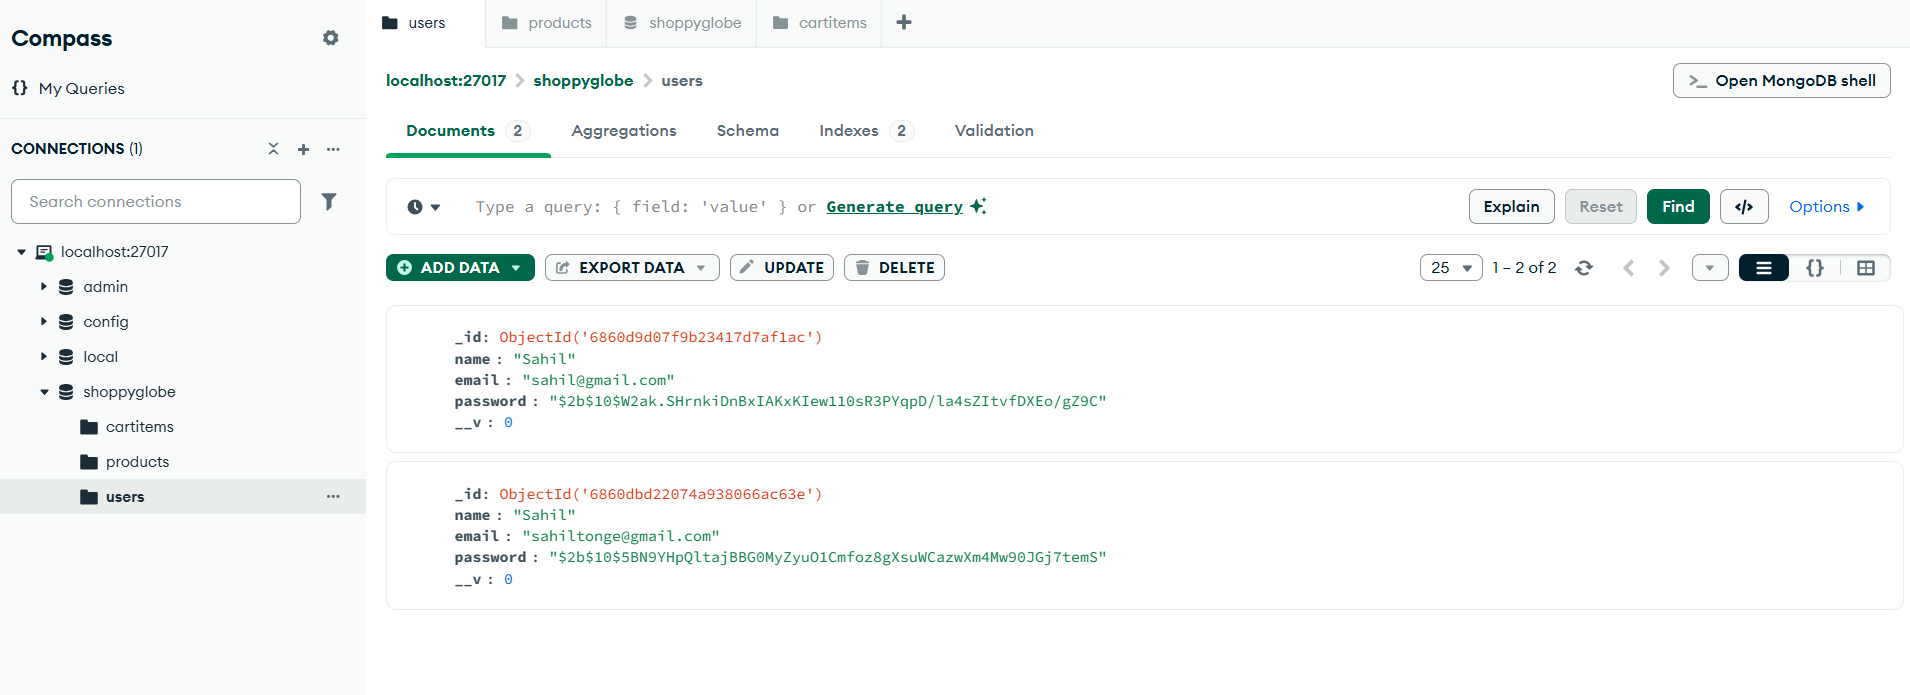 Compass
My Queries
CONNECTIONS (1)
Search connections
localhost:27017
admin
config
local
shoppyglobe
cartitems
products
users
users
products
shoppyglobe
cartitems
localhost:27017 > shoppyglobe > users
>_ Open MongoDB shell
Documents 2
Aggregations
Schema
Indexes 2
Validation
Type a query: { field: 'value' } or Generate query
Explain
Reset
Find
</>
Options
ADD DATA
EXPORT DATA
UPDATE
DELETE
25
1 – 2 of 2
{}
_id: ObjectId('6860d9d07f9b23417d7af1ac')
name : "Sahil"
email : "sahil@gmail.com"
password : "$2b$10$W2ak.SHrnkiDnBxIAKxKIew110sR3PYqpD/la4sZItvfDXEo/gZ9C"
__v : 0
_id: ObjectId('6860dbd22074a938066ac63e')
name : "Sahil"
email : "sahiltonge@gmail.com"
password : "$2b$10$5BN9YHpQltajBBG0MyZyuO1Cmfoz8gXsuWCazwXm4Mw90JGj7temS"
__v : 0